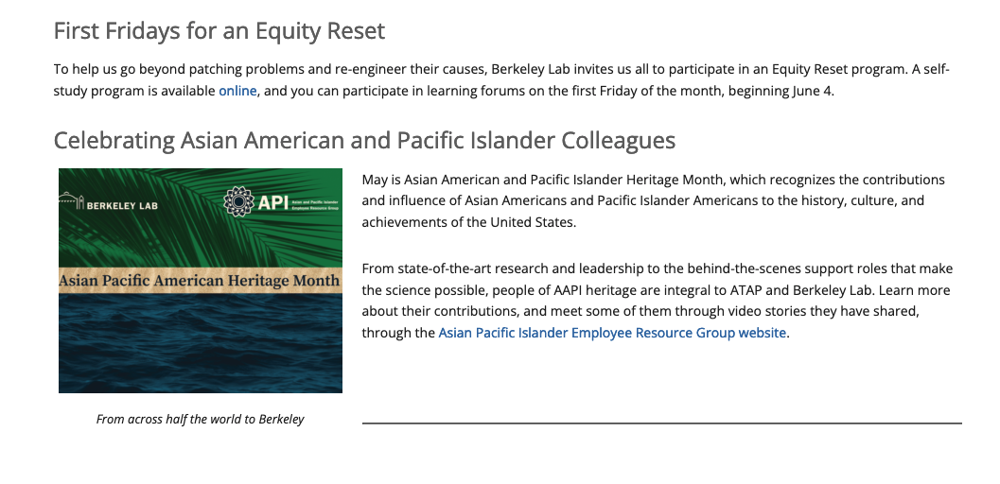 First Fridays for an Equity Reset
To help us go beyond patching problems and re-engineer their causes, Berkeley Lab invites us all to participate in an Equity Reset program. A self-
study program is available online, and you can participate in learning forums on the first Friday of the month, beginning June 4.
Celebrating Asian American and Pacific Islander Colleagues
BERKELEY LAB
API Asian and Pacific Islander
Employee Resource Group
Asian Pacific American Heritage Month
From across half the world to Berkeley
May is Asian American and Pacific Islander Heritage Month, which recognizes the contributions
and influence of Asian Americans and Pacific Islander Americans to the history, culture, and
achievements of the United States.
From state-of-the-art research and leadership to the behind-the-scenes support roles that make
the science possible, people of AAPI heritage are integral to ATAP and Berkeley Lab. Learn more
about their contributions, and meet some of them through video stories they have shared,
through the Asian Pacific Islander Employee Resource Group website.